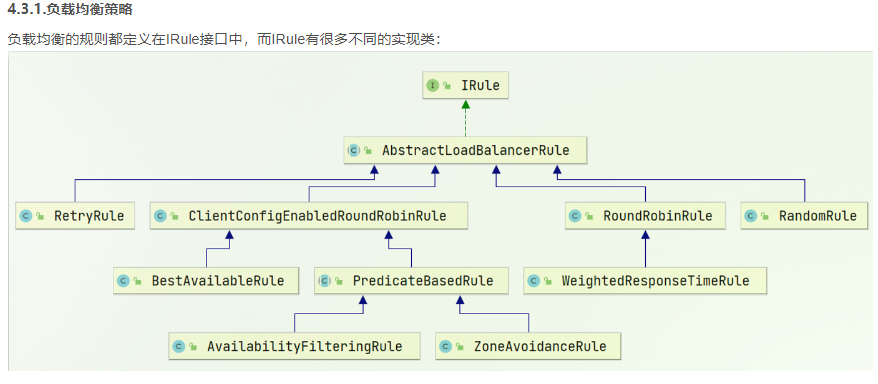 4.3.1.负载均衡策略
负载均衡的规则都定义在IRule接口中，而IRule有很多不同的实现类：
I IRule
C AbstractLoadBalancerRule
C RetryRule C ClientConfigEnabledRoundRobinRule C RoundRobinRule C RandomRule
C BestAvailableRule C PredicateBasedRule C WeightedResponseTimeRule
C AvailabilityFilteringRule C ZoneAvoidanceRule